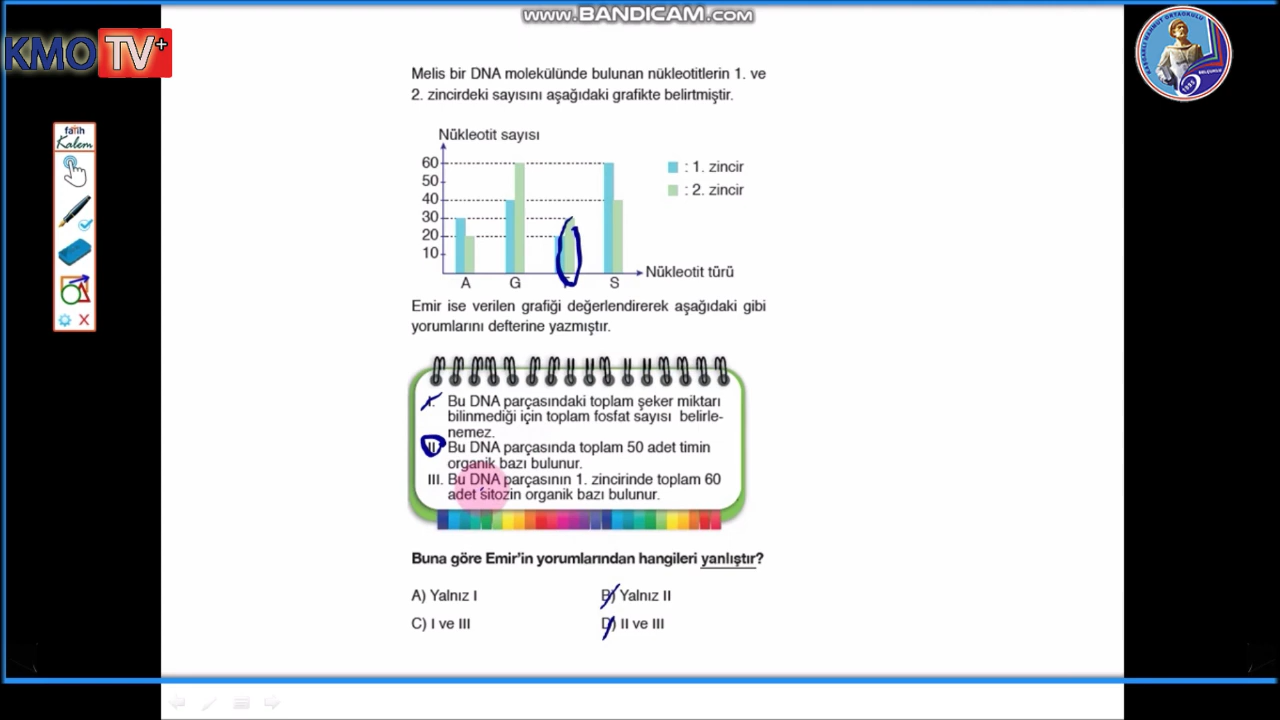 www.BANDICAM.com
KMO TV+
fatih
Kalem
Melis bir DNA molekülünde bulunan nükleotitlerin 1. ve
2. zincirdeki sayısını aşağıdaki grafikte belirtmiştir.
Nükleotit sayısı
60
50
40
30
20
10
: 1. zincir
: 2. zincir
A G S
Nükleotit türü
Emir ise verilen grafiği değerlendirerek aşağıdaki gibi
yorumlarını defterine yazmıştır.
I. Bu DNA parçasındaki toplam şeker miktarı
bilinmediği için toplam fosfat sayısı belirle-
nemez.
II. Bu DNA parçasında toplam 50 adet timin
organik bazı bulunur.
III. Bu DNA parçasının 1. zincirinde toplam 60
adet sitozin organik bazı bulunur.
Buna göre Emir'in yorumlarından hangileri yanlıştır?
A) Yalnız I
B) Yalnız II
C) I ve III
D) II ve III